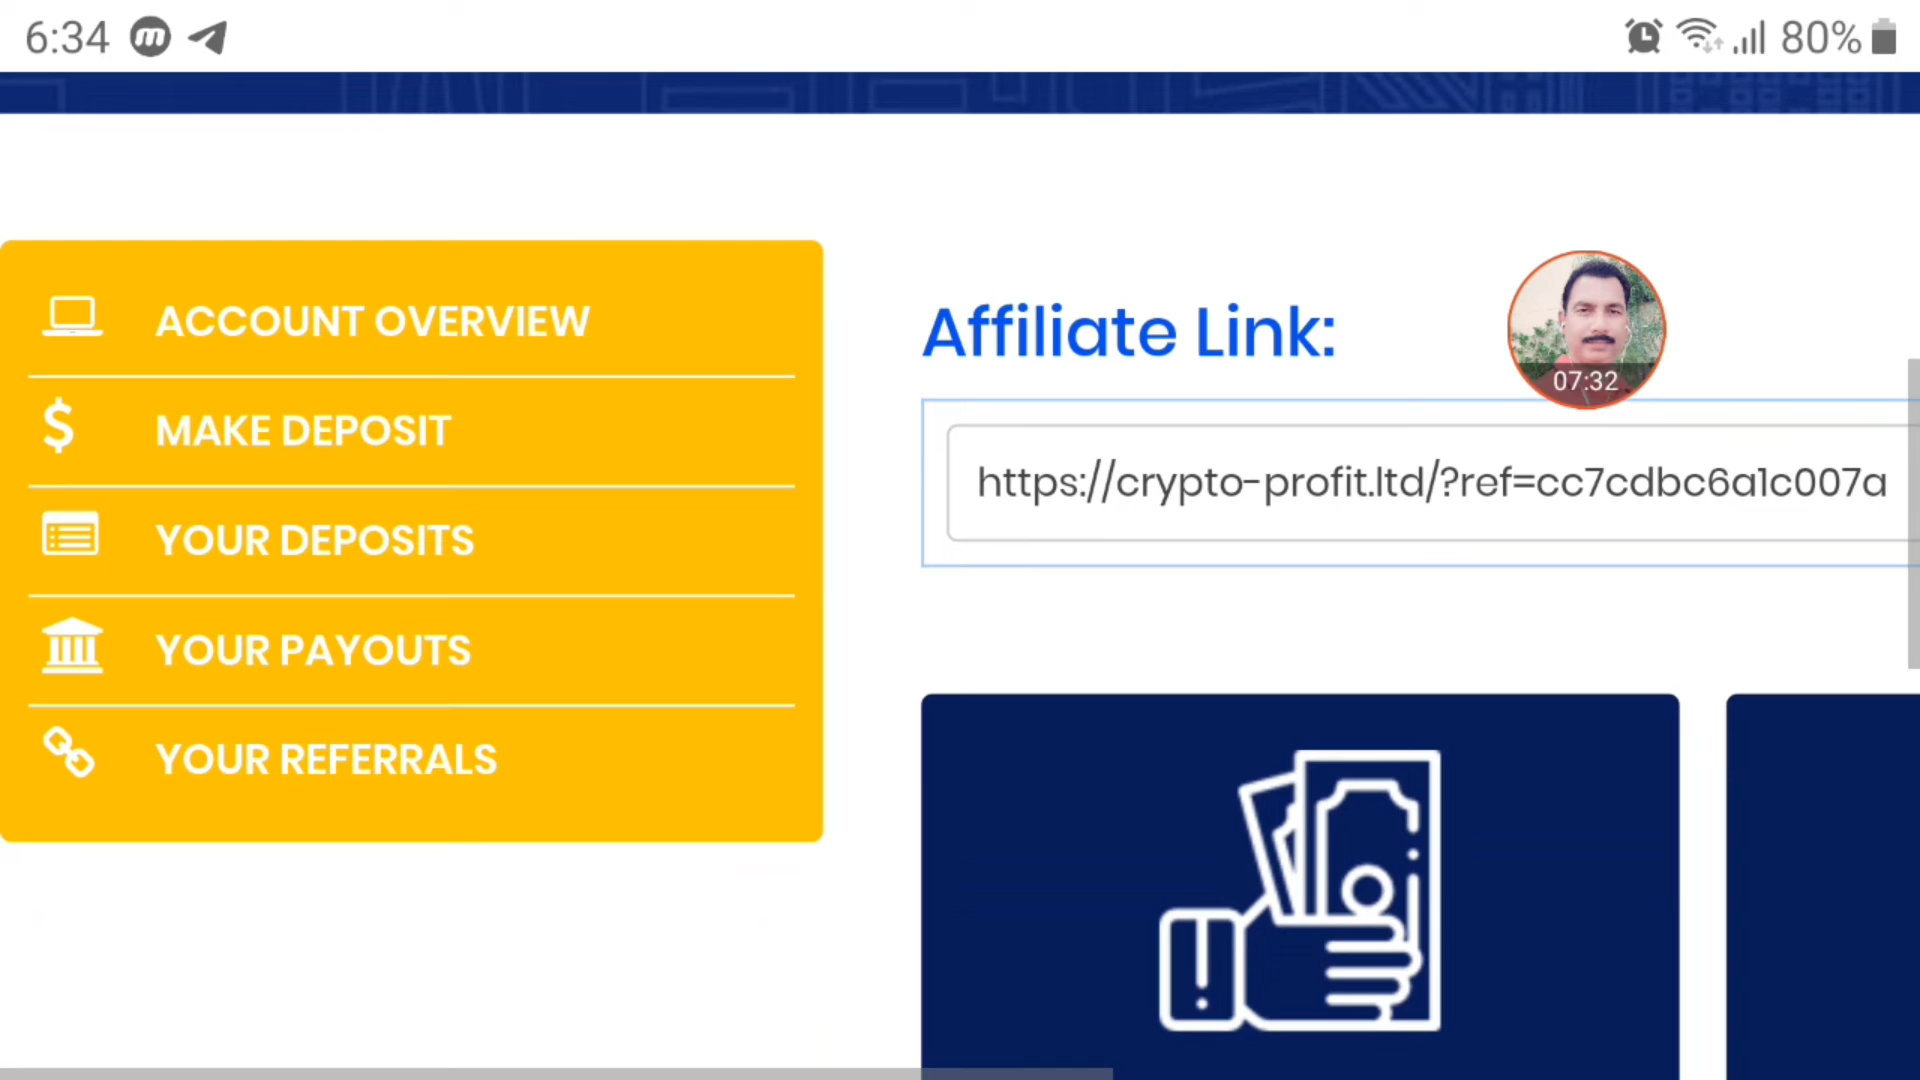 6:34
80%
ACCOUNT OVERVIEW
MAKE DEPOSIT
YOUR DEPOSITS
YOUR PAYOUTS
YOUR REFERRALS
Affiliate Link:
07:32
https://crypto-profit.ltd/?ref=cc7cdbc6a1c007a